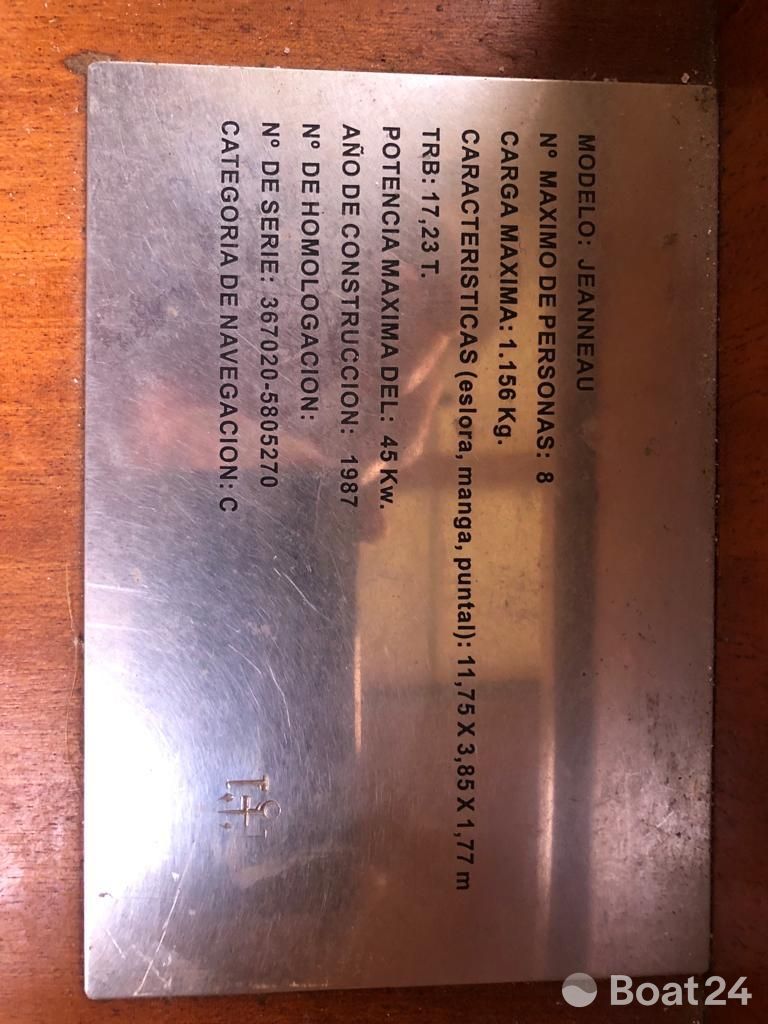 MODELO: JEANNEAU
Nº MAXIMO DE PERSONAS: 8
CARGA MAXIMA: 1.156 Kg.
CARACTERISTICAS (eslora, manga, puntal): 11,75 X 3,85 X 1,77 m
TRB: 17,23 T.
POTENCIA MAXIMA DEL: 45 Kw.
AÑO DE CONSTRUCCION: 1987
Nº DE HOMOLOGACION:
Nº DE SERIE: 367020-5805270
CATEGORIA DE NAVEGACION: C
Boat24